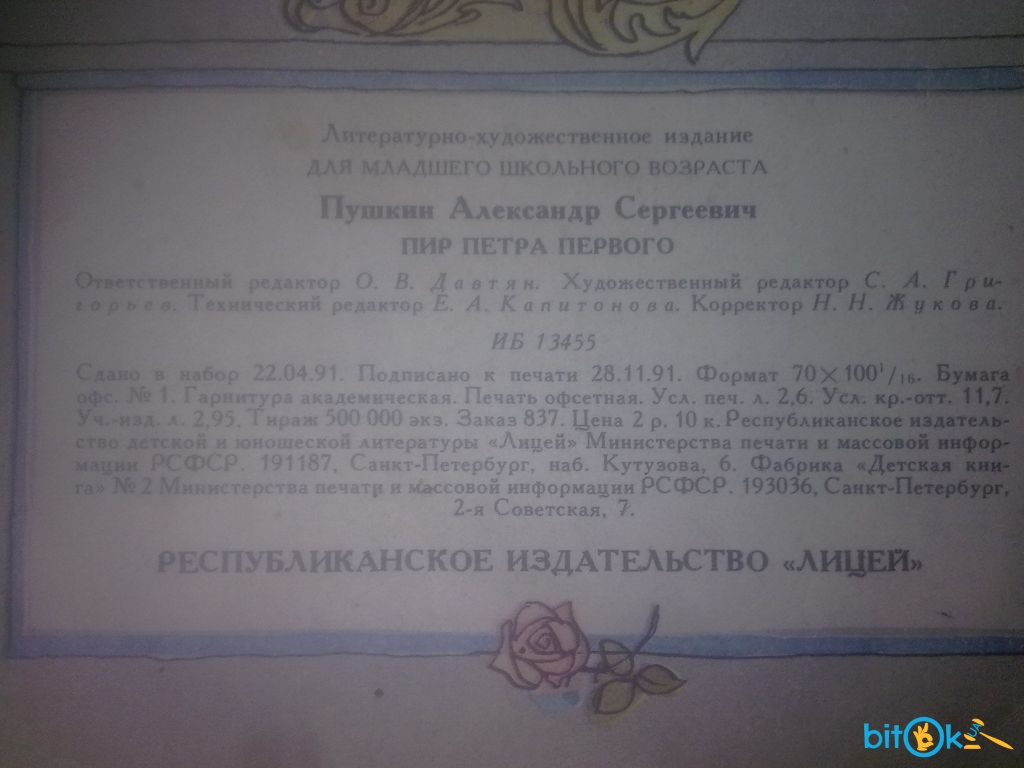 Литературно-художественное издание
ДЛЯ МЛАДШЕГО ШКОЛЬНОГО ВОЗРАСТА
Пушкин Александр Сергеевич
ПИР ПЕТРА ПЕРВОГО
Ответственный редактор О. В. Давтян. Художественный редактор С. А. Гри-
горьев. Технический редактор Е. А. Капитонова. Корректор Н. Н. Жукова.
ИБ 13455
Сдано в набор 22.04.91. Подписано к печати 28.11.91. Формат 70×100¹/₁₆. Бумага
офс. № 1. Гарнитура академическая. Печать офсетная. Усл. печ. л. 2,6. Усл. кр.-отт. 11,7.
Уч.-изд. л. 2,95. Тираж 500 000 экз. Заказ 837. Цена 2 р. 10 к. Республиканское издатель-
ство детской и юношеской литературы «Лицей» Министерства печати и массовой инфор-
мации РСФСР. 191187, Санкт-Петербург, наб. Кутузова, 6. Фабрика «Детская кни-
га» № 2 Министерства печати и массовой информации РСФСР. 193036, Санкт-Петербург,
2-я Советская, 7.
РЕСПУБЛИКАНСКОЕ ИЗДАТЕЛЬСТВО «ЛИЦЕЙ»
bitOk UA